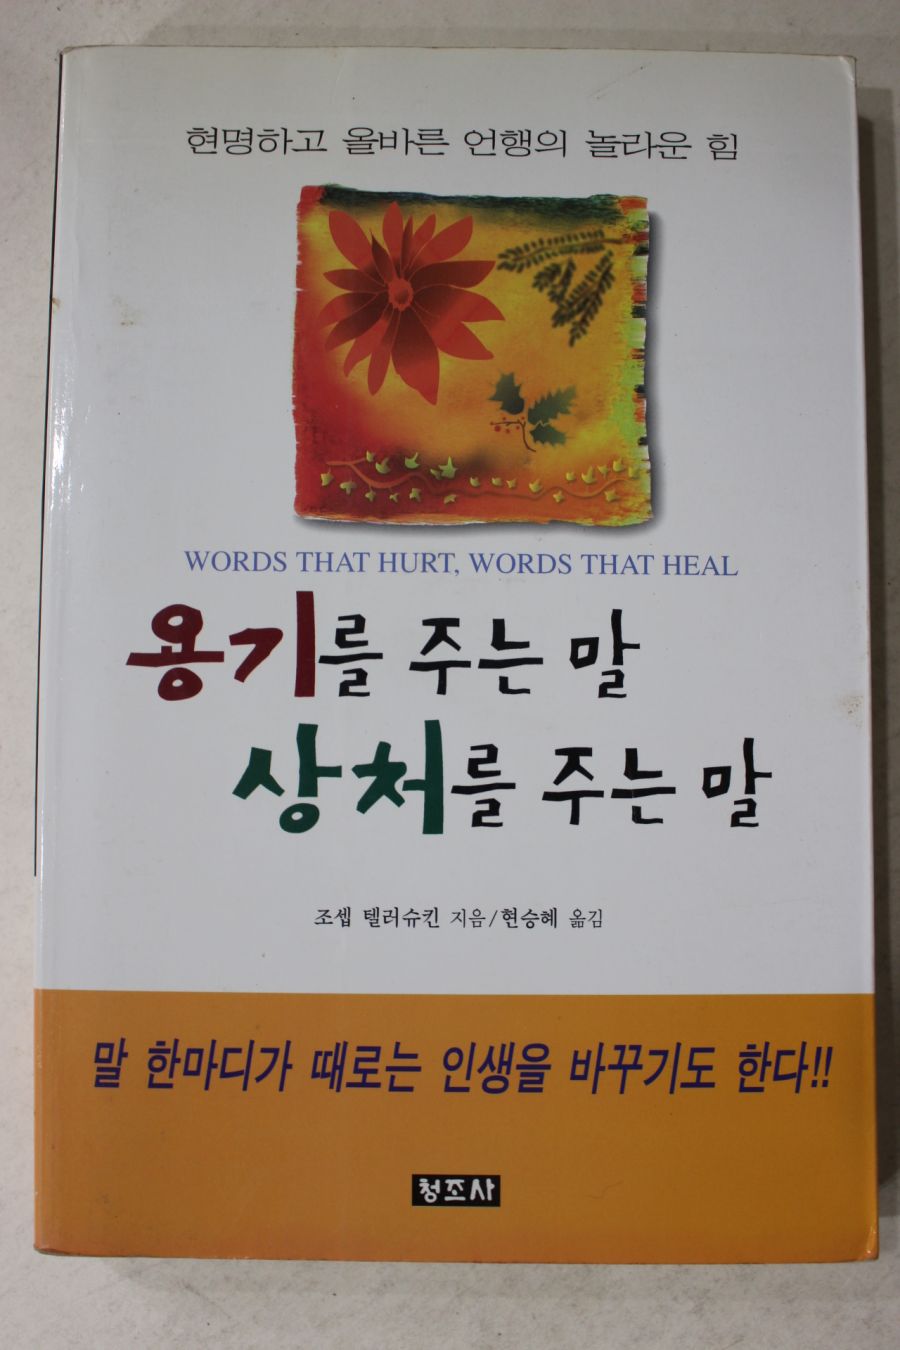 현명하고 올바른 언행의 놀라운 힘
WORDS THAT HURT, WORDS THAT HEAL
용기를 주는 말
상처를 주는 말
조셉 텔러슈킨 지음/현승혜 옮김
말 한마디가 때로는 인생을 바꾸기도 한다!!
청조사